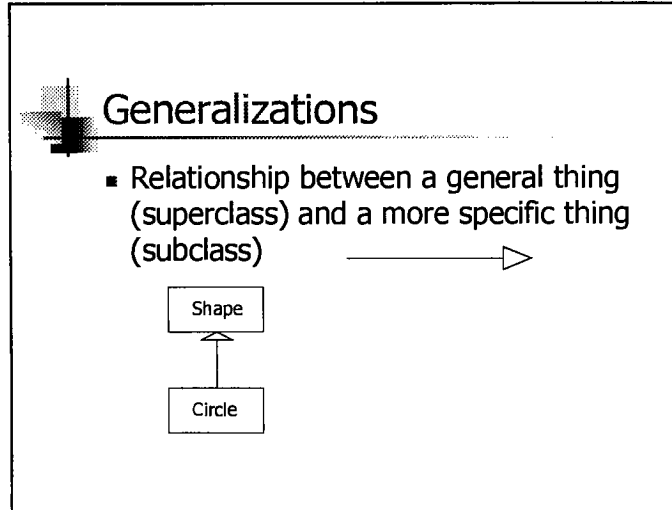 Generalizations
▪ Relationship between a general thing
(superclass) and a more specific thing
(subclass)
Shape
Circle